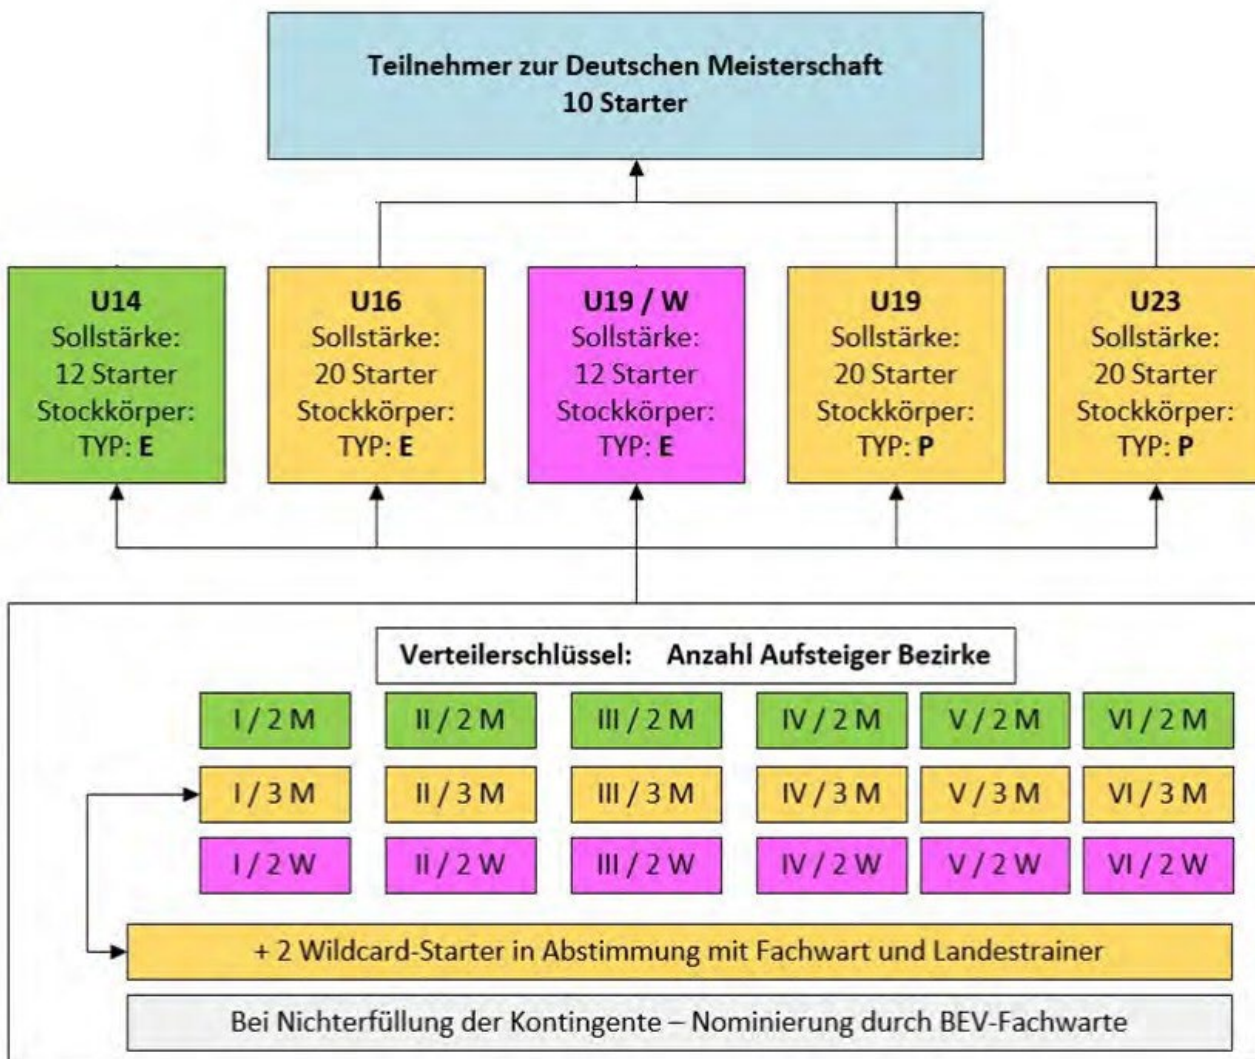 Teilnehmer zur Deutschen Meisterschaft
10 Starter
U14
Sollstärke:
12 Starter
Stockkörper:
TYP: E
U16
Sollstärke:
20 Starter
Stockkörper:
TYP: E
U19 / W
Sollstärke:
12 Starter
Stockkörper:
TYP: E
U19
Sollstärke:
20 Starter
Stockkörper:
TYP: P
U23
Sollstärke:
20 Starter
Stockkörper:
TYP: P
Verteilerschlüssel: Anzahl Aufsteiger Bezirke
I / 2 M
II / 2 M
III / 2 M
IV / 2 M
V / 2 M
VI / 2 M
I / 3 M
II / 3 M
III / 3 M
IV / 3 M
V / 3 M
VI / 3 M
I / 2 W
II / 2 W
III / 2 W
IV / 2 W
V / 2 W
VI / 2 W
+ 2 Wildcard-Starter in Abstimmung mit Fachwart und Landestrainer
Bei Nichterfüllung der Kontingente – Nominierung durch BEV-Fachwarte